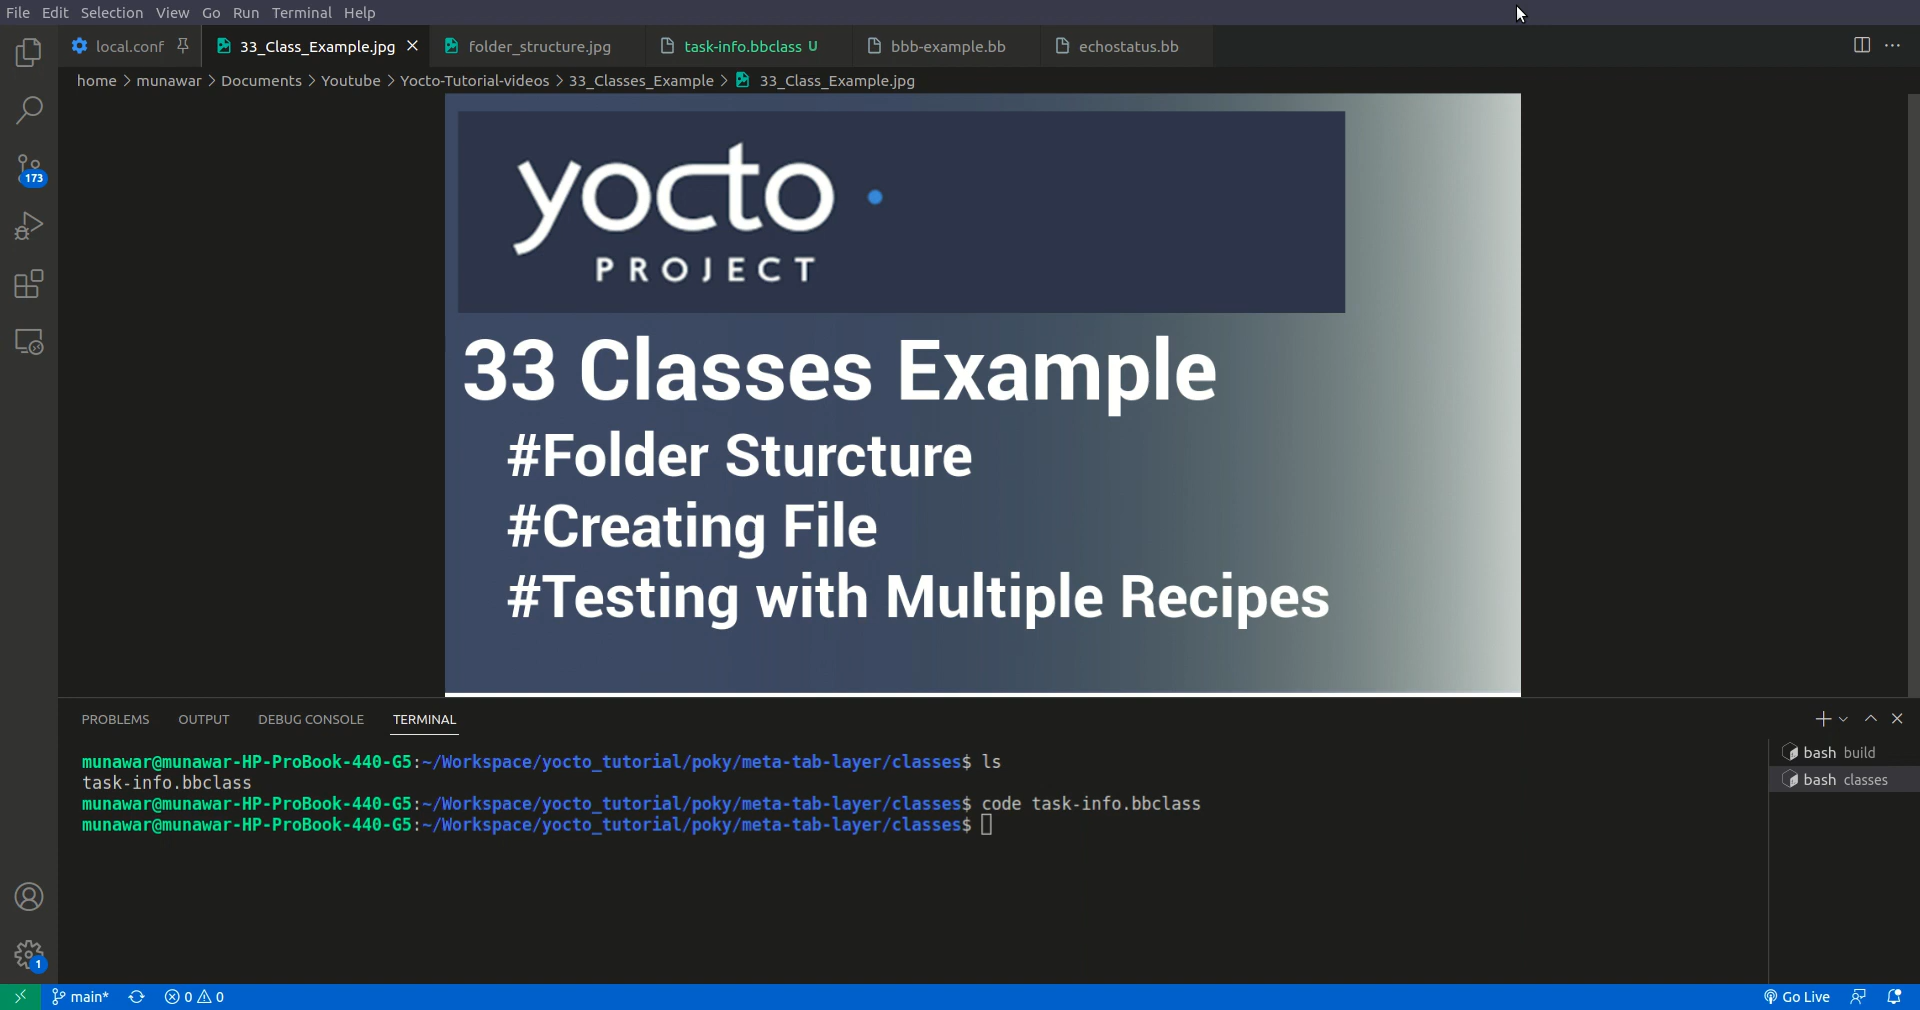 File Edit Selection View Go Run Terminal Help
local.conf 33_Class_Example.jpg folder_structure.jpg task-info.bbclass U bbb-example.bb echostatus.bb
home > munawar > Documents > Youtube > Yocto-Tutorial-videos > 33_Classes_Example > 33_Class_Example.jpg
173
yocto
PROJECT
33 Classes Example
#Folder Sturcture
#Creating File
#Testing with Multiple Recipes
PROBLEMS OUTPUT DEBUG CONSOLE TERMINAL
munawar@munawar-HP-ProBook-440-G5:~/Workspace/yocto_tutorial/poky/meta-tab-layer/classes$ ls
task-info.bbclass
munawar@munawar-HP-ProBook-440-G5:~/Workspace/yocto_tutorial/poky/meta-tab-layer/classes$ code task-info.bbclass
munawar@munawar-HP-ProBook-440-G5:~/Workspace/yocto_tutorial/poky/meta-tab-layer/classes$
bash build
bash classes
1
main* 0 0 Go Live